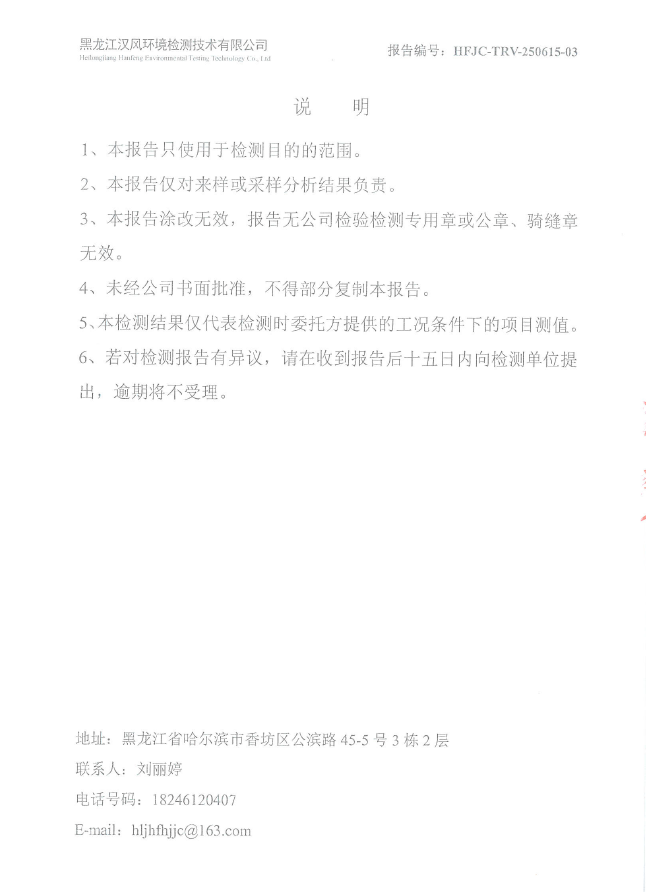 黑龙江汉风环境检测技术有限公司
Heilongjiang Hanfeng Environmental Testing Technology Co., Ltd
报告编号：HFJC-TRV-250615-03
说 明
1、本报告只使用于检测目的的范围。
2、本报告仅对来样或采样分析结果负责。
3、本报告涂改无效，报告无公司检验检测专用章或公章、骑缝章
无效。
4、未经公司书面批准，不得部分复制本报告。
5、本检测结果仅代表检测时委托方提供的工况条件下的项目测值。
6、若对检测报告有异议，请在收到报告后十五日内向检测单位提
出，逾期将不受理。
地址：黑龙江省哈尔滨市香坊区公滨路 45-5 号 3 栋 2 层
联系人：刘丽婷
电话号码：18246120407
E-mail：hljhfhjjc@163.com